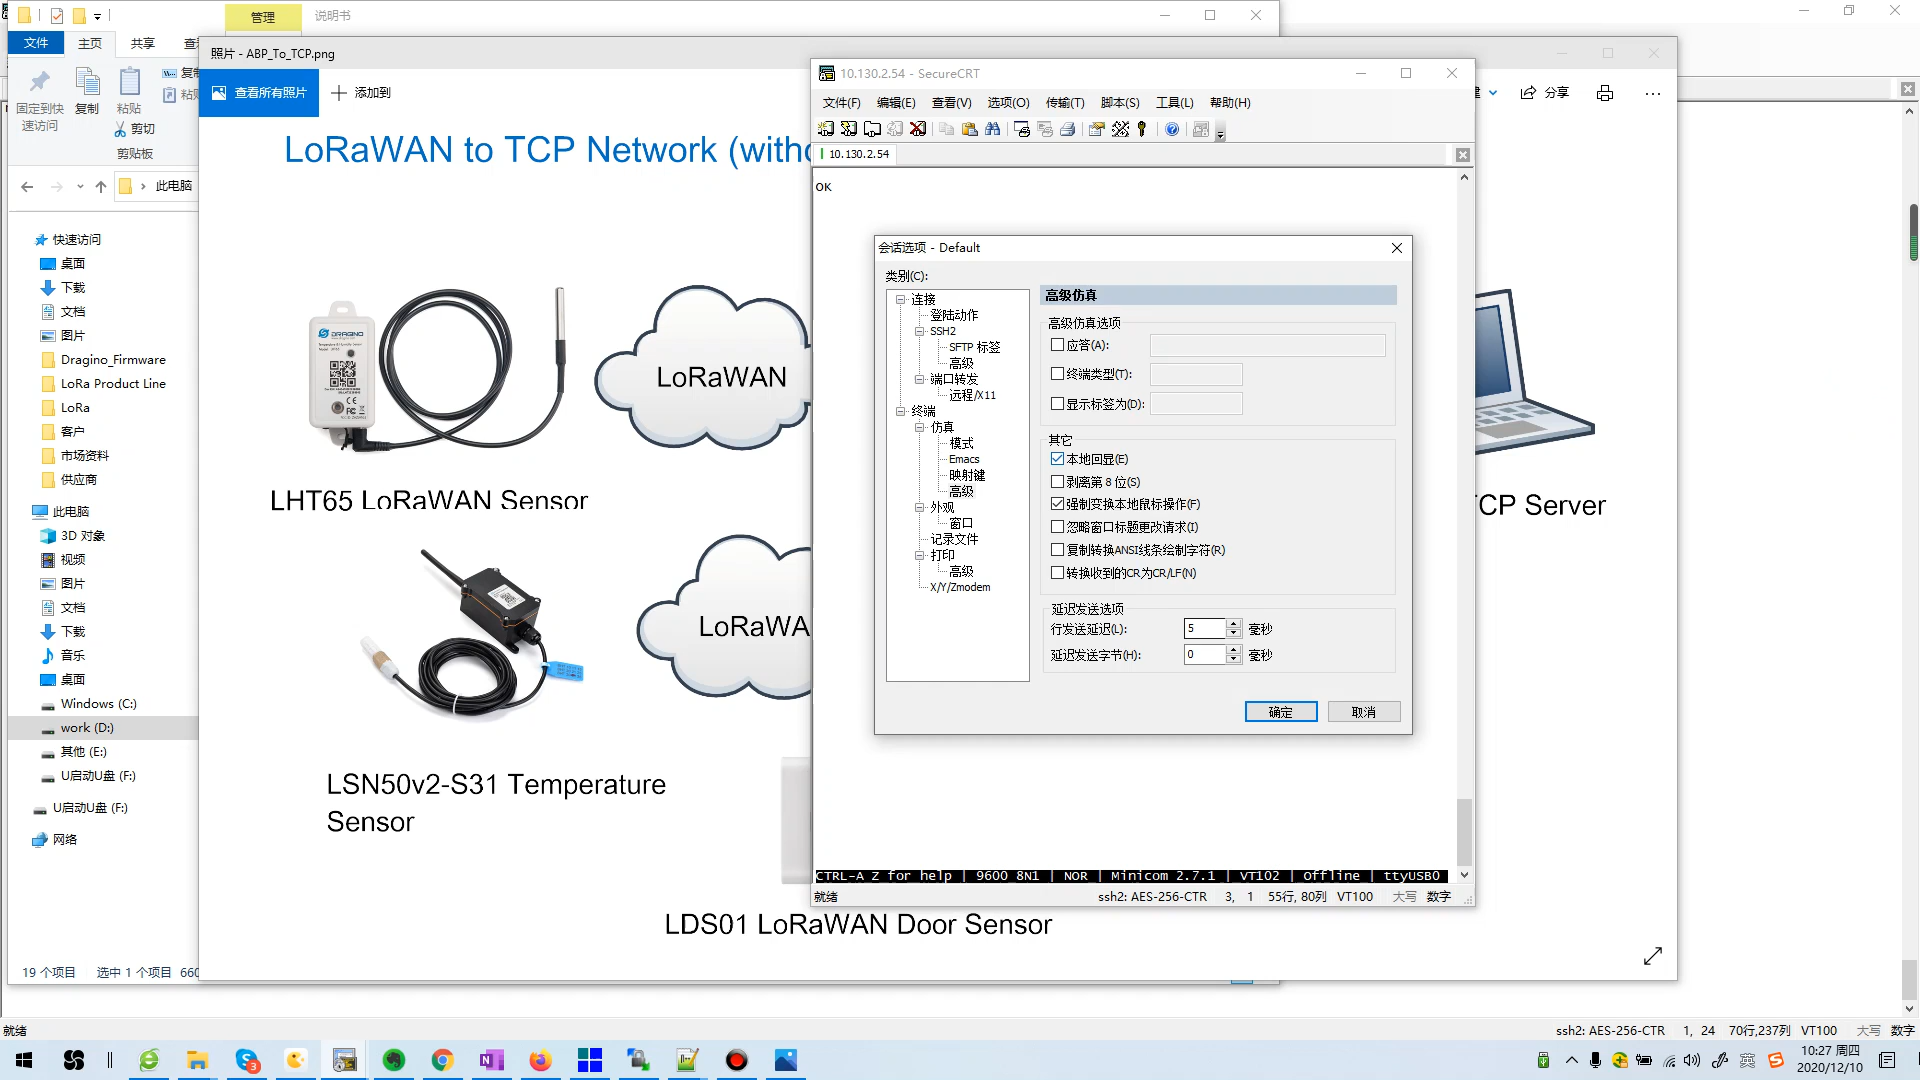 管理
说明书
文件
主页
共享
照片 - ABP_To_TCP.png
固定到快
速访问
复制
粘贴
剪切
剪贴板
查看所有照片
添加到
分享
此电脑
快速访问
桌面
下载
文档
图片
Dragino_Firmware
LoRa Product Line
LoRa
客户
市场资料
供应商
此电脑
3D 对象
视频
图片
文档
下载
音乐
桌面
Windows (C:)
work (D:)
其他 (E:)
U启动U盘 (F:)
U启动U盘 (F:)
网络
19 个项目 选中 1 个项目
LoRaWAN to TCP Network (witho
DRAGINO
LoRaWAN
LHT65 LoRaWAN Sensor
LoRaWA
LSN50v2-S31 Temperature
Sensor
LDS01 LoRaWAN Door Sensor
CP Server
10.130.2.54 - SecureCRT
文件(F) 编辑(E) 查看(V) 选项(O) 传输(T) 脚本(S) 工具(L) 帮助(H)
10.130.2.54
OK
会话选项 - Default
类别(C):
连接
登陆动作
SSH2
SFTP 标签
高级
端口转发
远程/X11
终端
仿真
模式
Emacs
映射键
高级
外观
窗口
记录文件
打印
高级
X/Y/Zmodem
高级仿真
高级仿真选项
应答(A):
终端类型(T):
显示标签为(D):
其它
本地回显(E)
剥离第 8 位(S)
强制变换本地鼠标操作(F)
忽略窗口标题更改请求(I)
复制转换ANSI线条绘制字符(R)
转换收到的CR为CR/LF(N)
延迟发送选项
行发送延迟(L): 5 毫秒
延迟发送字节(H): 0 毫秒
确定 取消
CTRL-A Z for help | 9600 8N1 | NOR | Minicom 2.7.1 | VT102 | Offline | ttyUSB0
就绪 ssh2: AES-256-CTR 3, 1 55行, 80列 VT100 大写 数字
就绪 ssh2: AES-256-CTR 1, 24 70行,237列 VT100 大写 数字
3
英
10:27 周四
2020/12/10